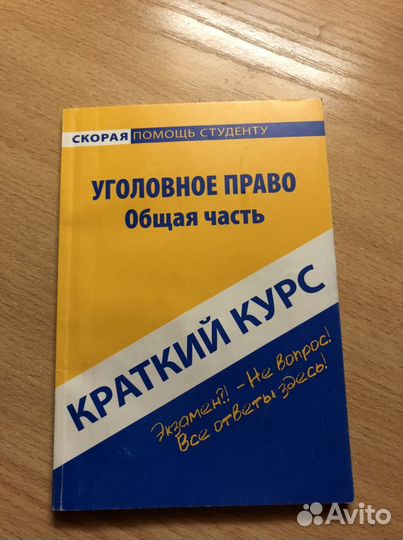 СКОРАЯ ПОМОЩЬ СТУДЕНТУ
УГОЛОВНОЕ ПРАВО
Общая часть
КРАТКИЙ КУРС
Экзамен?! - Не вопрос!
Все ответы здесь!
Avito